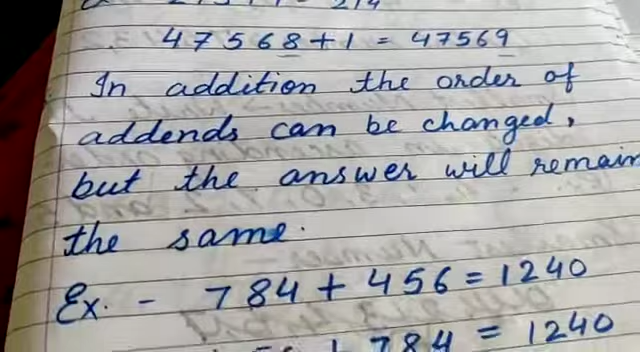 47568+1 = 47569
In addition the order of
addends can be changed,
but the answer will remain
the same.
Ex. - 784 + 456 = 1240
+ 784 = 1240